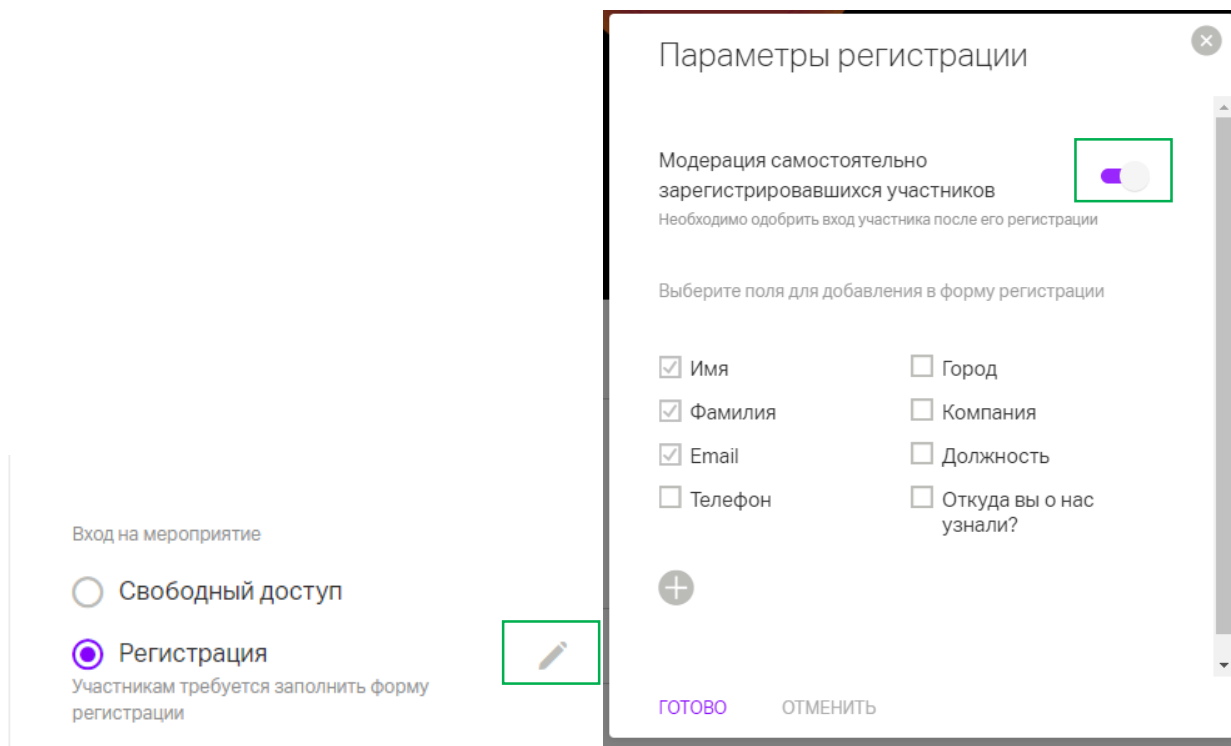 Вход на мероприятие
Свободный доступ
Регистрация
Участникам требуется заполнить форму
регистрации
Параметры регистрации
Модерация самостоятельно
зарегистрировавшихся участников
Необходимо одобрить вход участника после его регистрации
Выберите поля для добавления в форму регистрации
Имя
Город
Фамилия
Компания
Email
Должность
Телефон
Откуда вы о нас
узнали?
ГОТОВО
ОТМЕНИТЬ